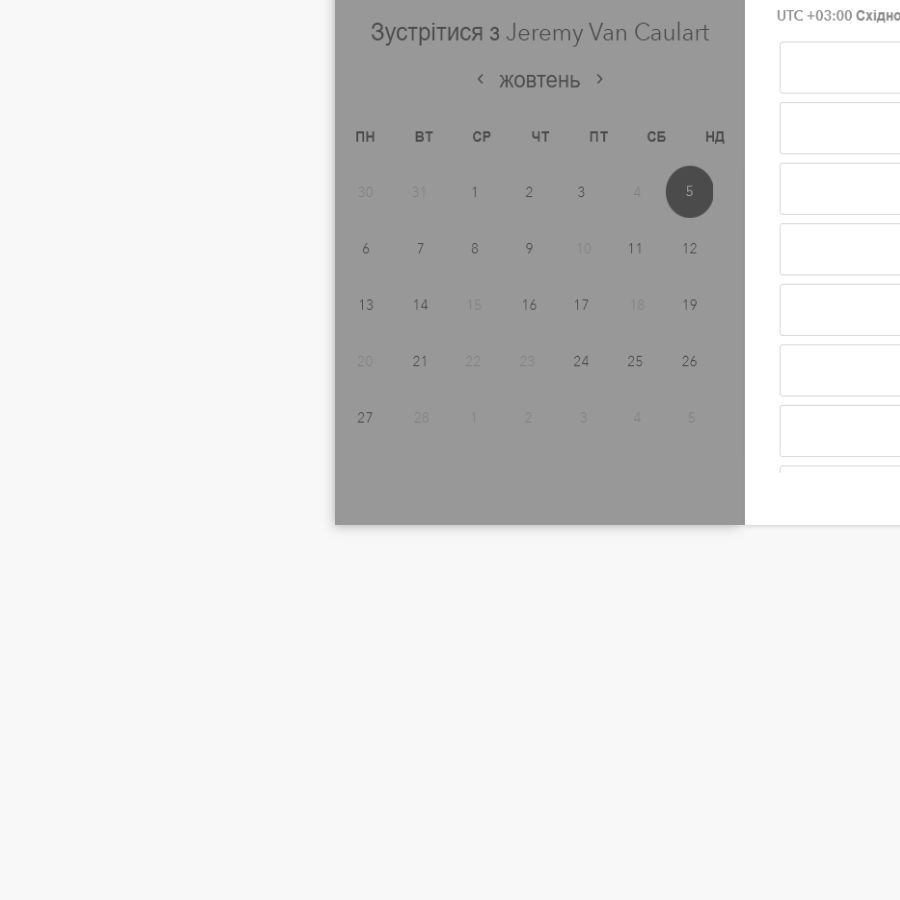 UTC +03:00 Східно
Зустрітися з Jeremy Van Caulart
‹ жовтень ›
ПН ВТ СР ЧТ ПТ СБ НД
30 31 1 2 3 4 5
6 7 8 9 10 11 12
13 14 15 16 17 18 19
20 21 22 23 24 25 26
27 28 1 2 3 4 5